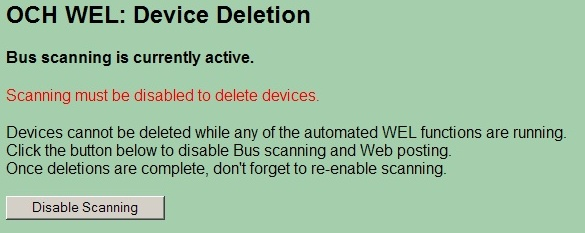 OCH WEL: Device Deletion
Bus scanning is currently active.
Scanning must be disabled to delete devices.
Devices cannot be deleted while any of the automated WEL functions are running.
Click the button below to disable Bus scanning and Web posting.
Once deletions are complete, don't forget to re-enable scanning.
Disable Scanning